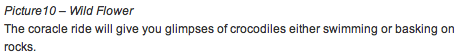 Picture10 – Wild Flower
The coracle ride will give you glimpses of crocodiles either swimming or basking on
rocks.